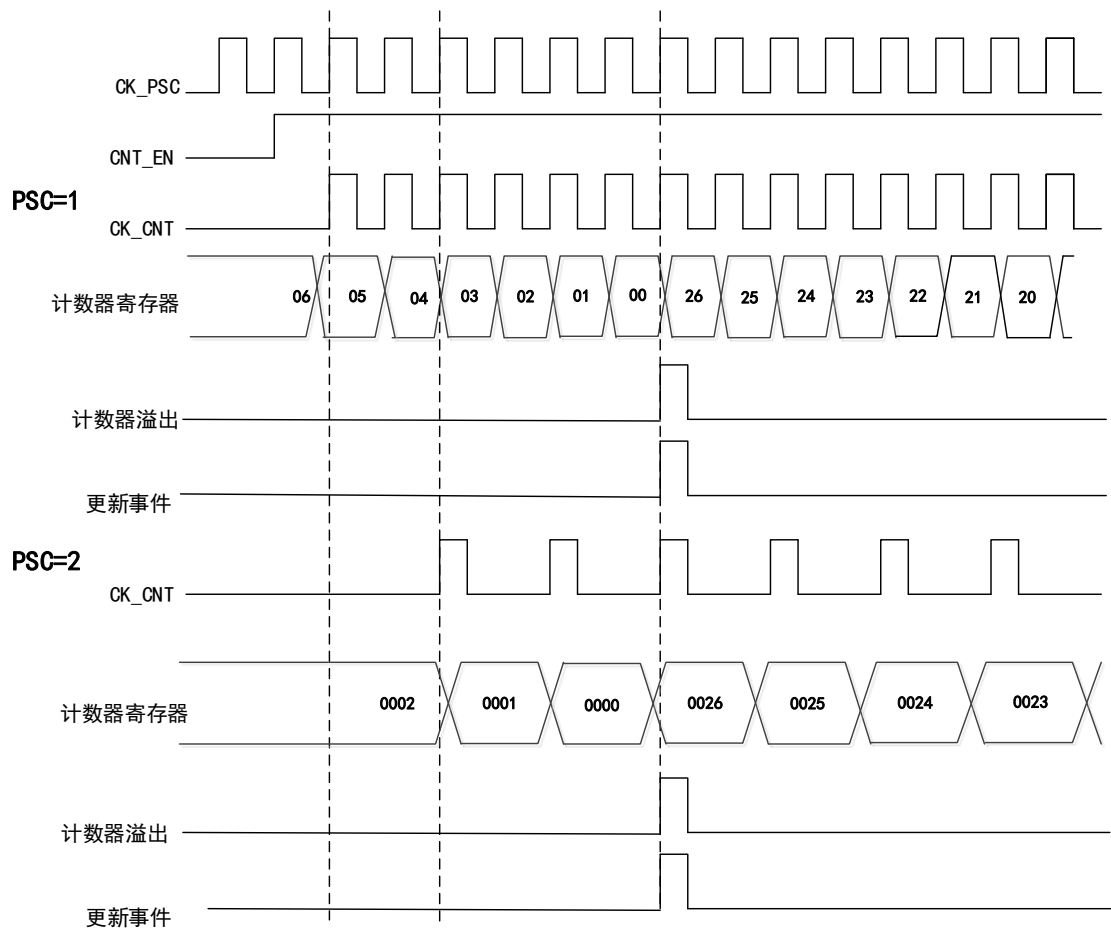 CK_PSC
CNT_EN
PSC=1
CK_CNT
计数器寄存器 06 05 04 03 02 01 00 26 25 24 23 22 21 20
计数器溢出
更新事件
PSC=2
CK_CNT
计数器寄存器 0002 0001 0000 0026 0025 0024 0023
计数器溢出
更新事件